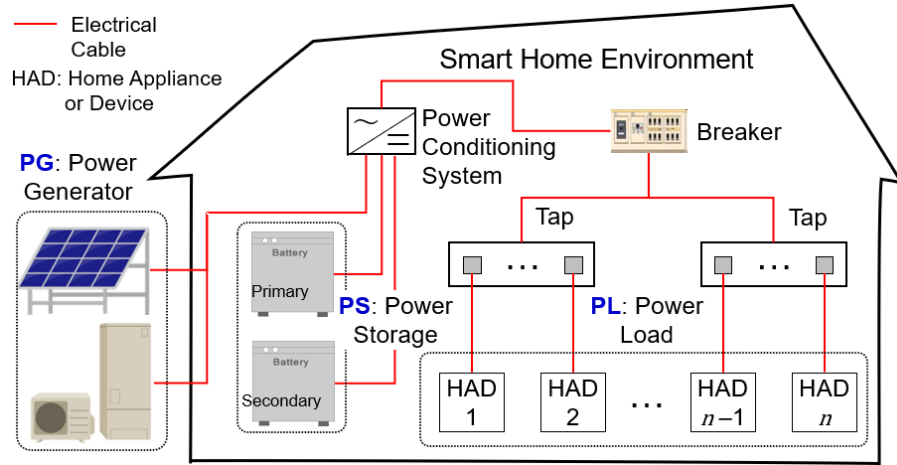 Electrical
Cable
HAD: Home Appliance
or Device
Smart Home Environment
Power
Conditioning
System
Breaker
PG: Power
Generator
Tap
Tap
...
...
Battery
Primary
PS: Power
Storage
PL: Power
Load
Battery
Secondary
HAD
1
HAD
2
...
HAD
n–1
HAD
n